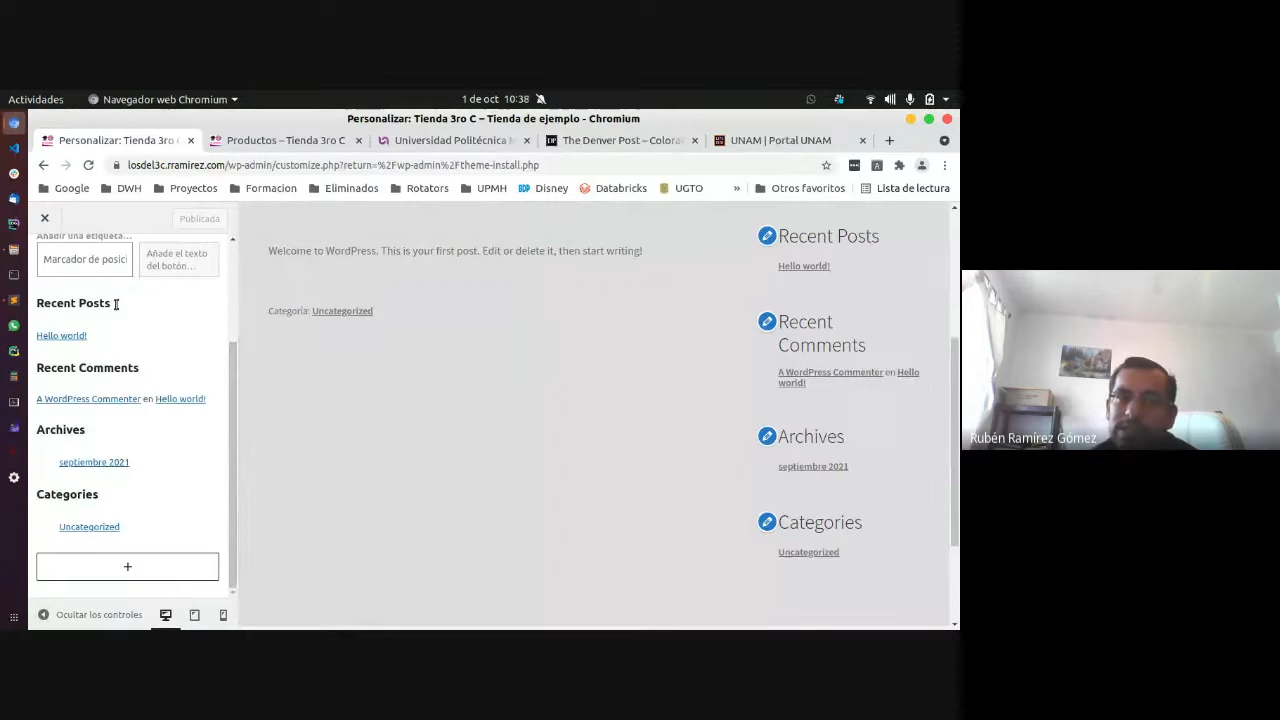 Actividades
Navegador web Chromium
1 de oct 10:38
Personalizar: Tienda 3ro C – Tienda de ejemplo - Chromium
Personalizar: Tienda 3ro
Productos – Tienda 3ro C
Universidad Politécnica
The Denver Post – Colora
UNAM | Portal UNAM
losdel3c.rramirez.com/wp-admin/customize.php?return=%2Fwp-admin%2Ftheme-install.php
Google
DWH
Proyectos
Formacion
Eliminados
Rotators
UPMH
Disney
Databricks
UGTO
»
Otros favoritos
Lista de lectura
Publicada
Añadir una etiqueta...
Marcador de posici
Añade el texto
del botón...
Recent Posts
Hello world!
Recent Comments
A WordPress Commenter en Hello world!
Archives
septiembre 2021
Categories
Uncategorized
+
Ocultar los controles
Welcome to WordPress. This is your first post. Edit or delete it, then start writing!
Categoría: Uncategorized
Recent Posts
Hello world!
Recent
Comments
A WordPress Commenter en Hello
world!
Archives
septiembre 2021
Categories
Uncategorized
Rubén Ramírez Gómez